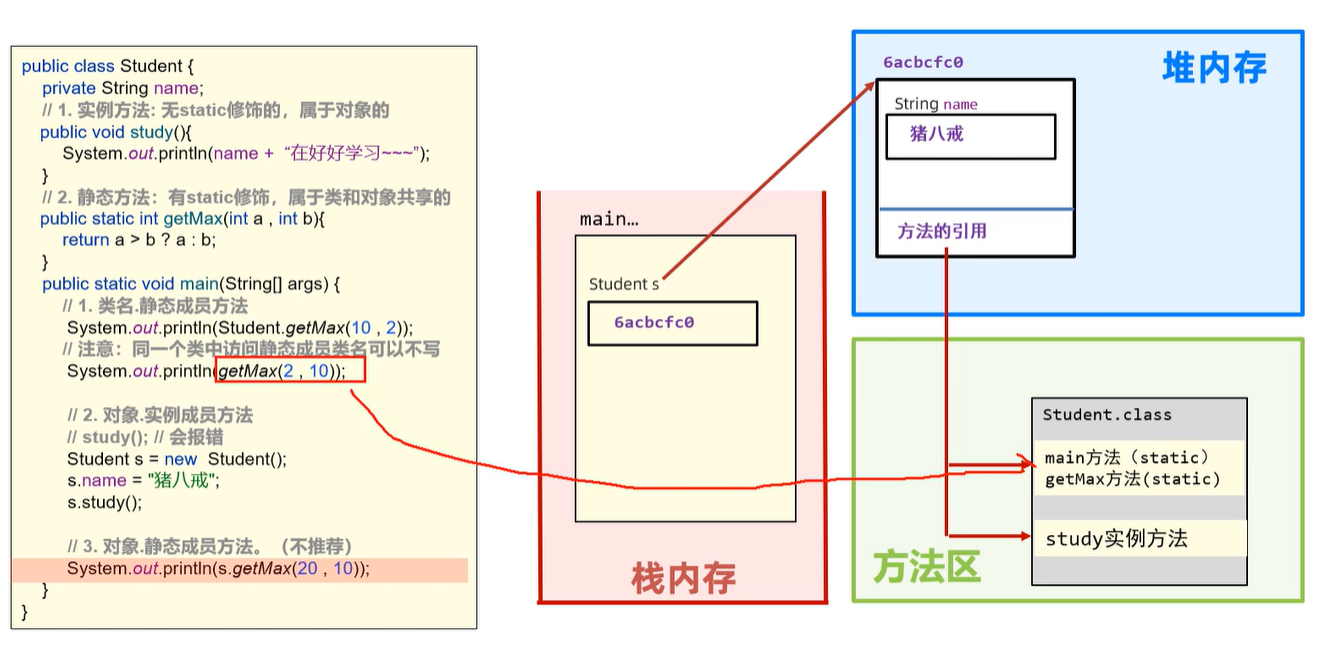 public class Student {
private String name;
// 1. 实例方法: 无static修饰的，属于对象的
public void study(){
System.out.println(name + “在好好学习~~~”);
}
// 2. 静态方法：有static修饰，属于类和对象共享的
public static int getMax(int a , int b){
return a > b ? a : b;
}
public static void main(String[] args) {
// 1. 类名.静态成员方法
System.out.println(Student.getMax(10 , 2));
// 注意：同一个类中访问静态成员类名可以不写
System.out.println(getMax(2 , 10));
// 2. 对象.实例成员方法
// study(); // 会报错
Student s = new Student();
s.name = "猪八戒";
s.study();
// 3. 对象.静态成员方法。（不推荐）
System.out.println(s.getMax(20 , 10));
}
}
main…
Student s
6acbcfc0
栈内存
堆内存
6acbcfc0
String name
猪八戒
方法的引用
方法区
Student.class
main方法（static）
getMax方法(static)
study实例方法